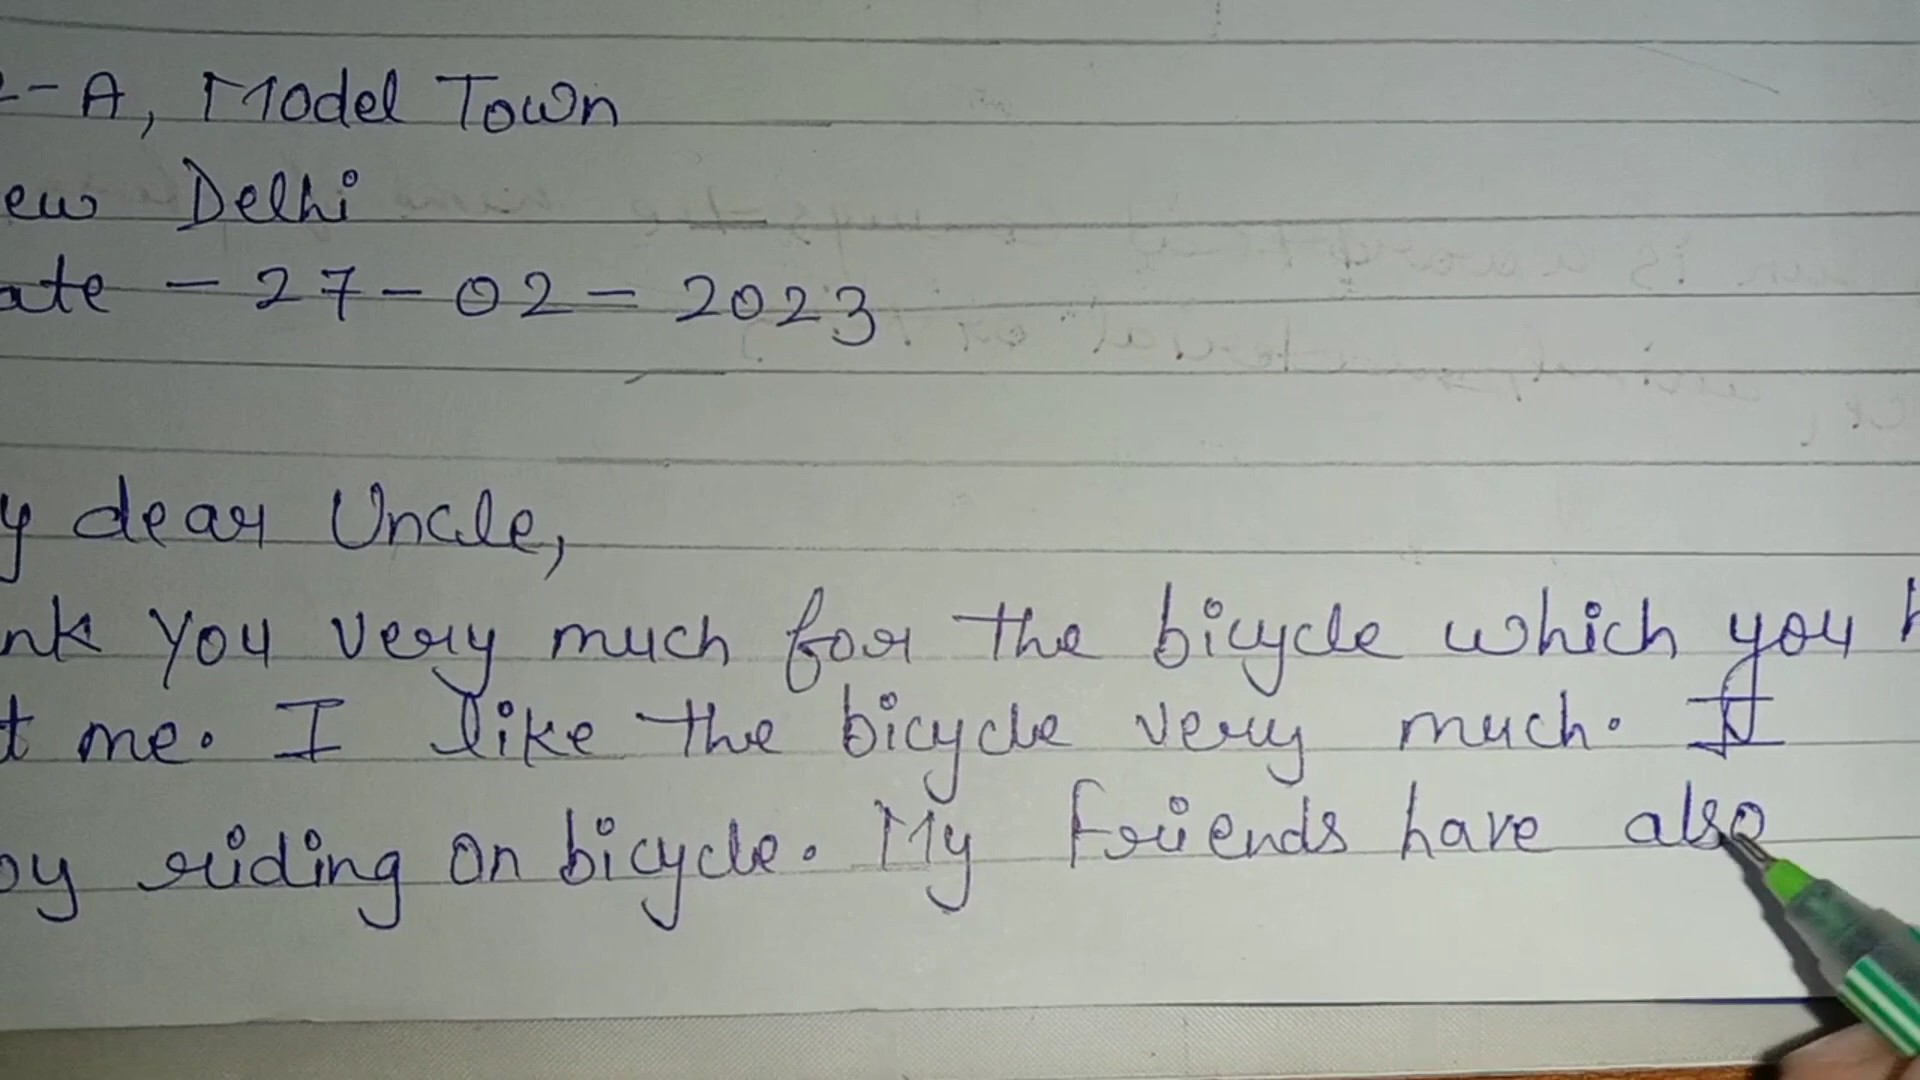 2-A, Model Town
ew Delhi
ate - 27-02-2023
y dear Uncle,
nk you very much for the bicycle which you h
t me. I like the bicycle very much. I
oy riding on bicycle. My friends have also